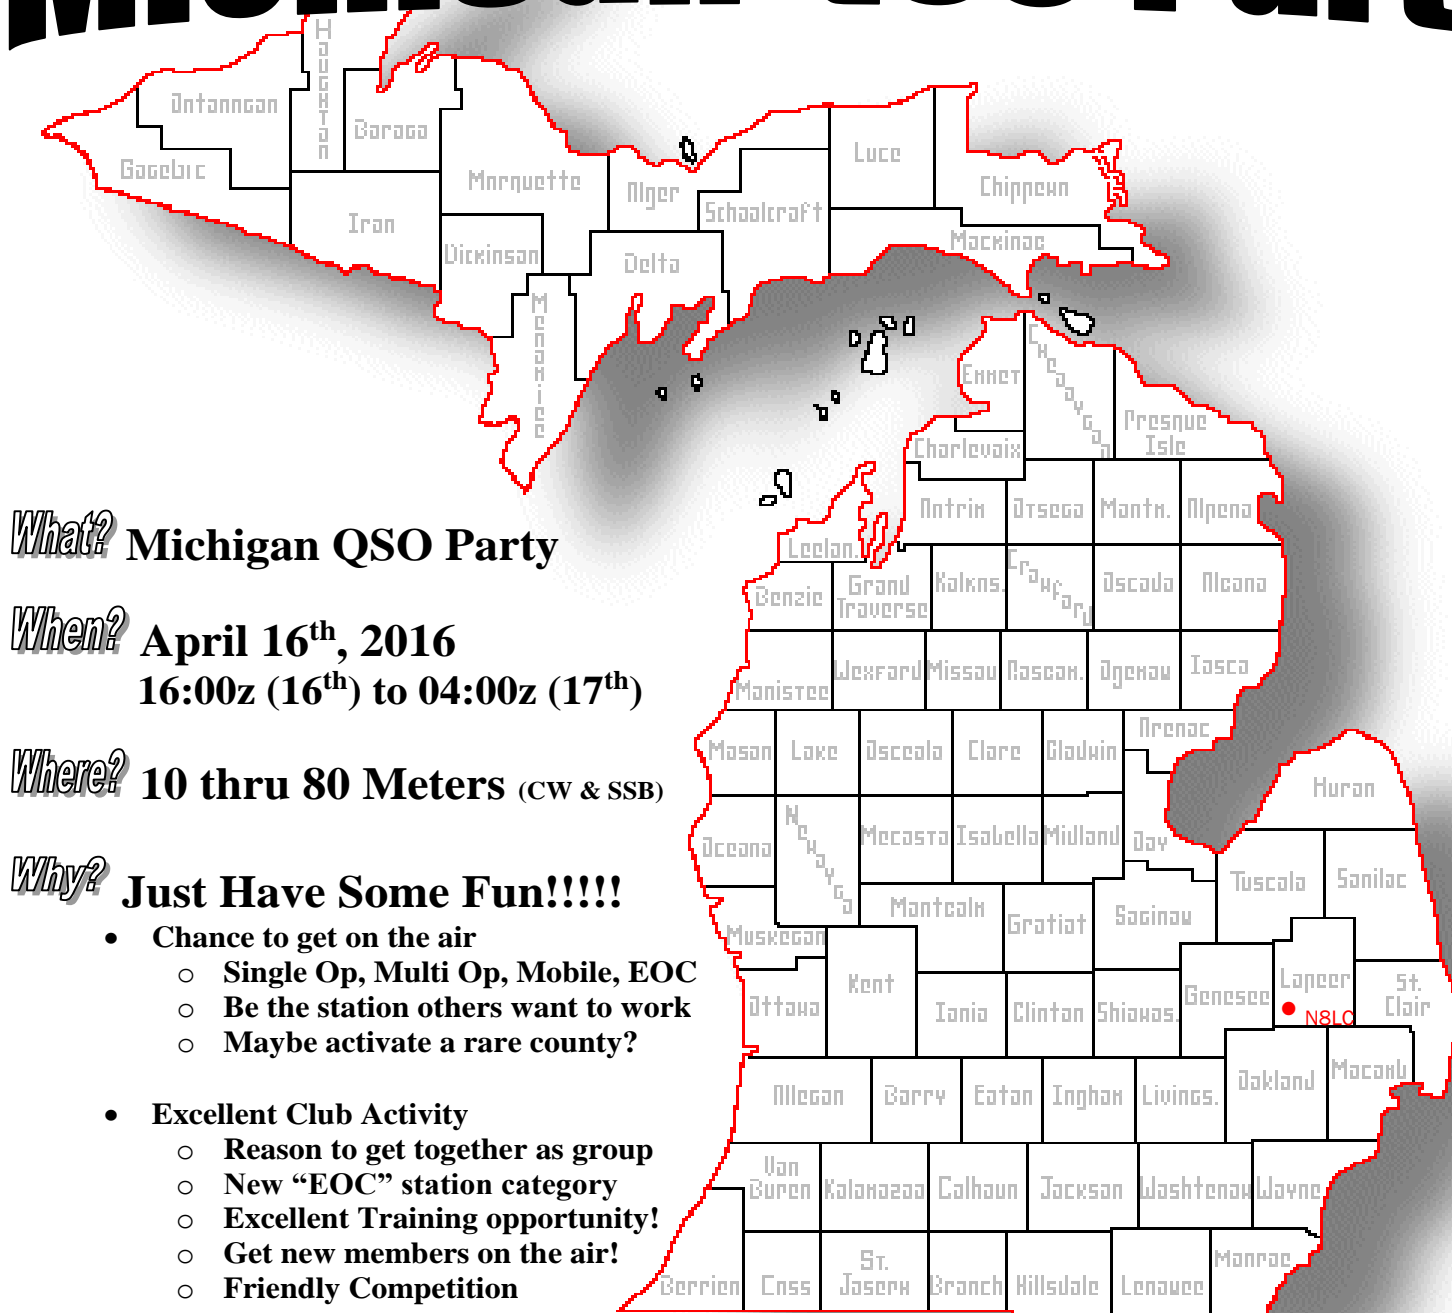 Michigan QSO Party
Houghton
Ontonagon
Baraga
Gogebic
Marquette
Alger
Luce
Chippewa
Iron
Schoolcraft
Dickinson
Delta
Mackinac
Menominee
Emmet
Cheboygan
Presque
Isle
Charlevoix
Antrim
Otsego
Montm.
Alpena
Leelan.
Benzie
Grand
Traverse
Kalkns.
Crawford
Oscoda
Alcona
Manistee
Wexford
Missau
Roscom.
Ogemaw
Iosco
Mason
Lake
Osceola
Clare
Gladwin
Arenac
Huron
Oceana
Newaygo
Mecosta
Isabella
Midland
Bay
Tuscola
Sanilac
Muskegon
Montcalm
Gratiot
Saginaw
Ottawa
Kent
Ionia
Clinton
Shiawas.
Genesee
Lapeer
N8LC
St.
Clair
Allegan
Barry
Eaton
Ingham
Livings.
Oakland
Macomb
Van
Buren
Kalamazoo
Calhoun
Jackson
Washtenaw
Wayne
Berrien
Cass
St.
Joseph
Branch
Hillsdale
Lenawee
Monroe
What? Michigan QSO Party
When? April 16th, 2016
16:00z (16th) to 04:00z (17th)
Where? 10 thru 80 Meters (CW & SSB)
Why? Just Have Some Fun!!!!!
• Chance to get on the air
o Single Op, Multi Op, Mobile, EOC
o Be the station others want to work
o Maybe activate a rare county?
• Excellent Club Activity
o Reason to get together as group
o New “EOC” station category
o Excellent Training opportunity!
o Get new members on the air!
o Friendly Competition